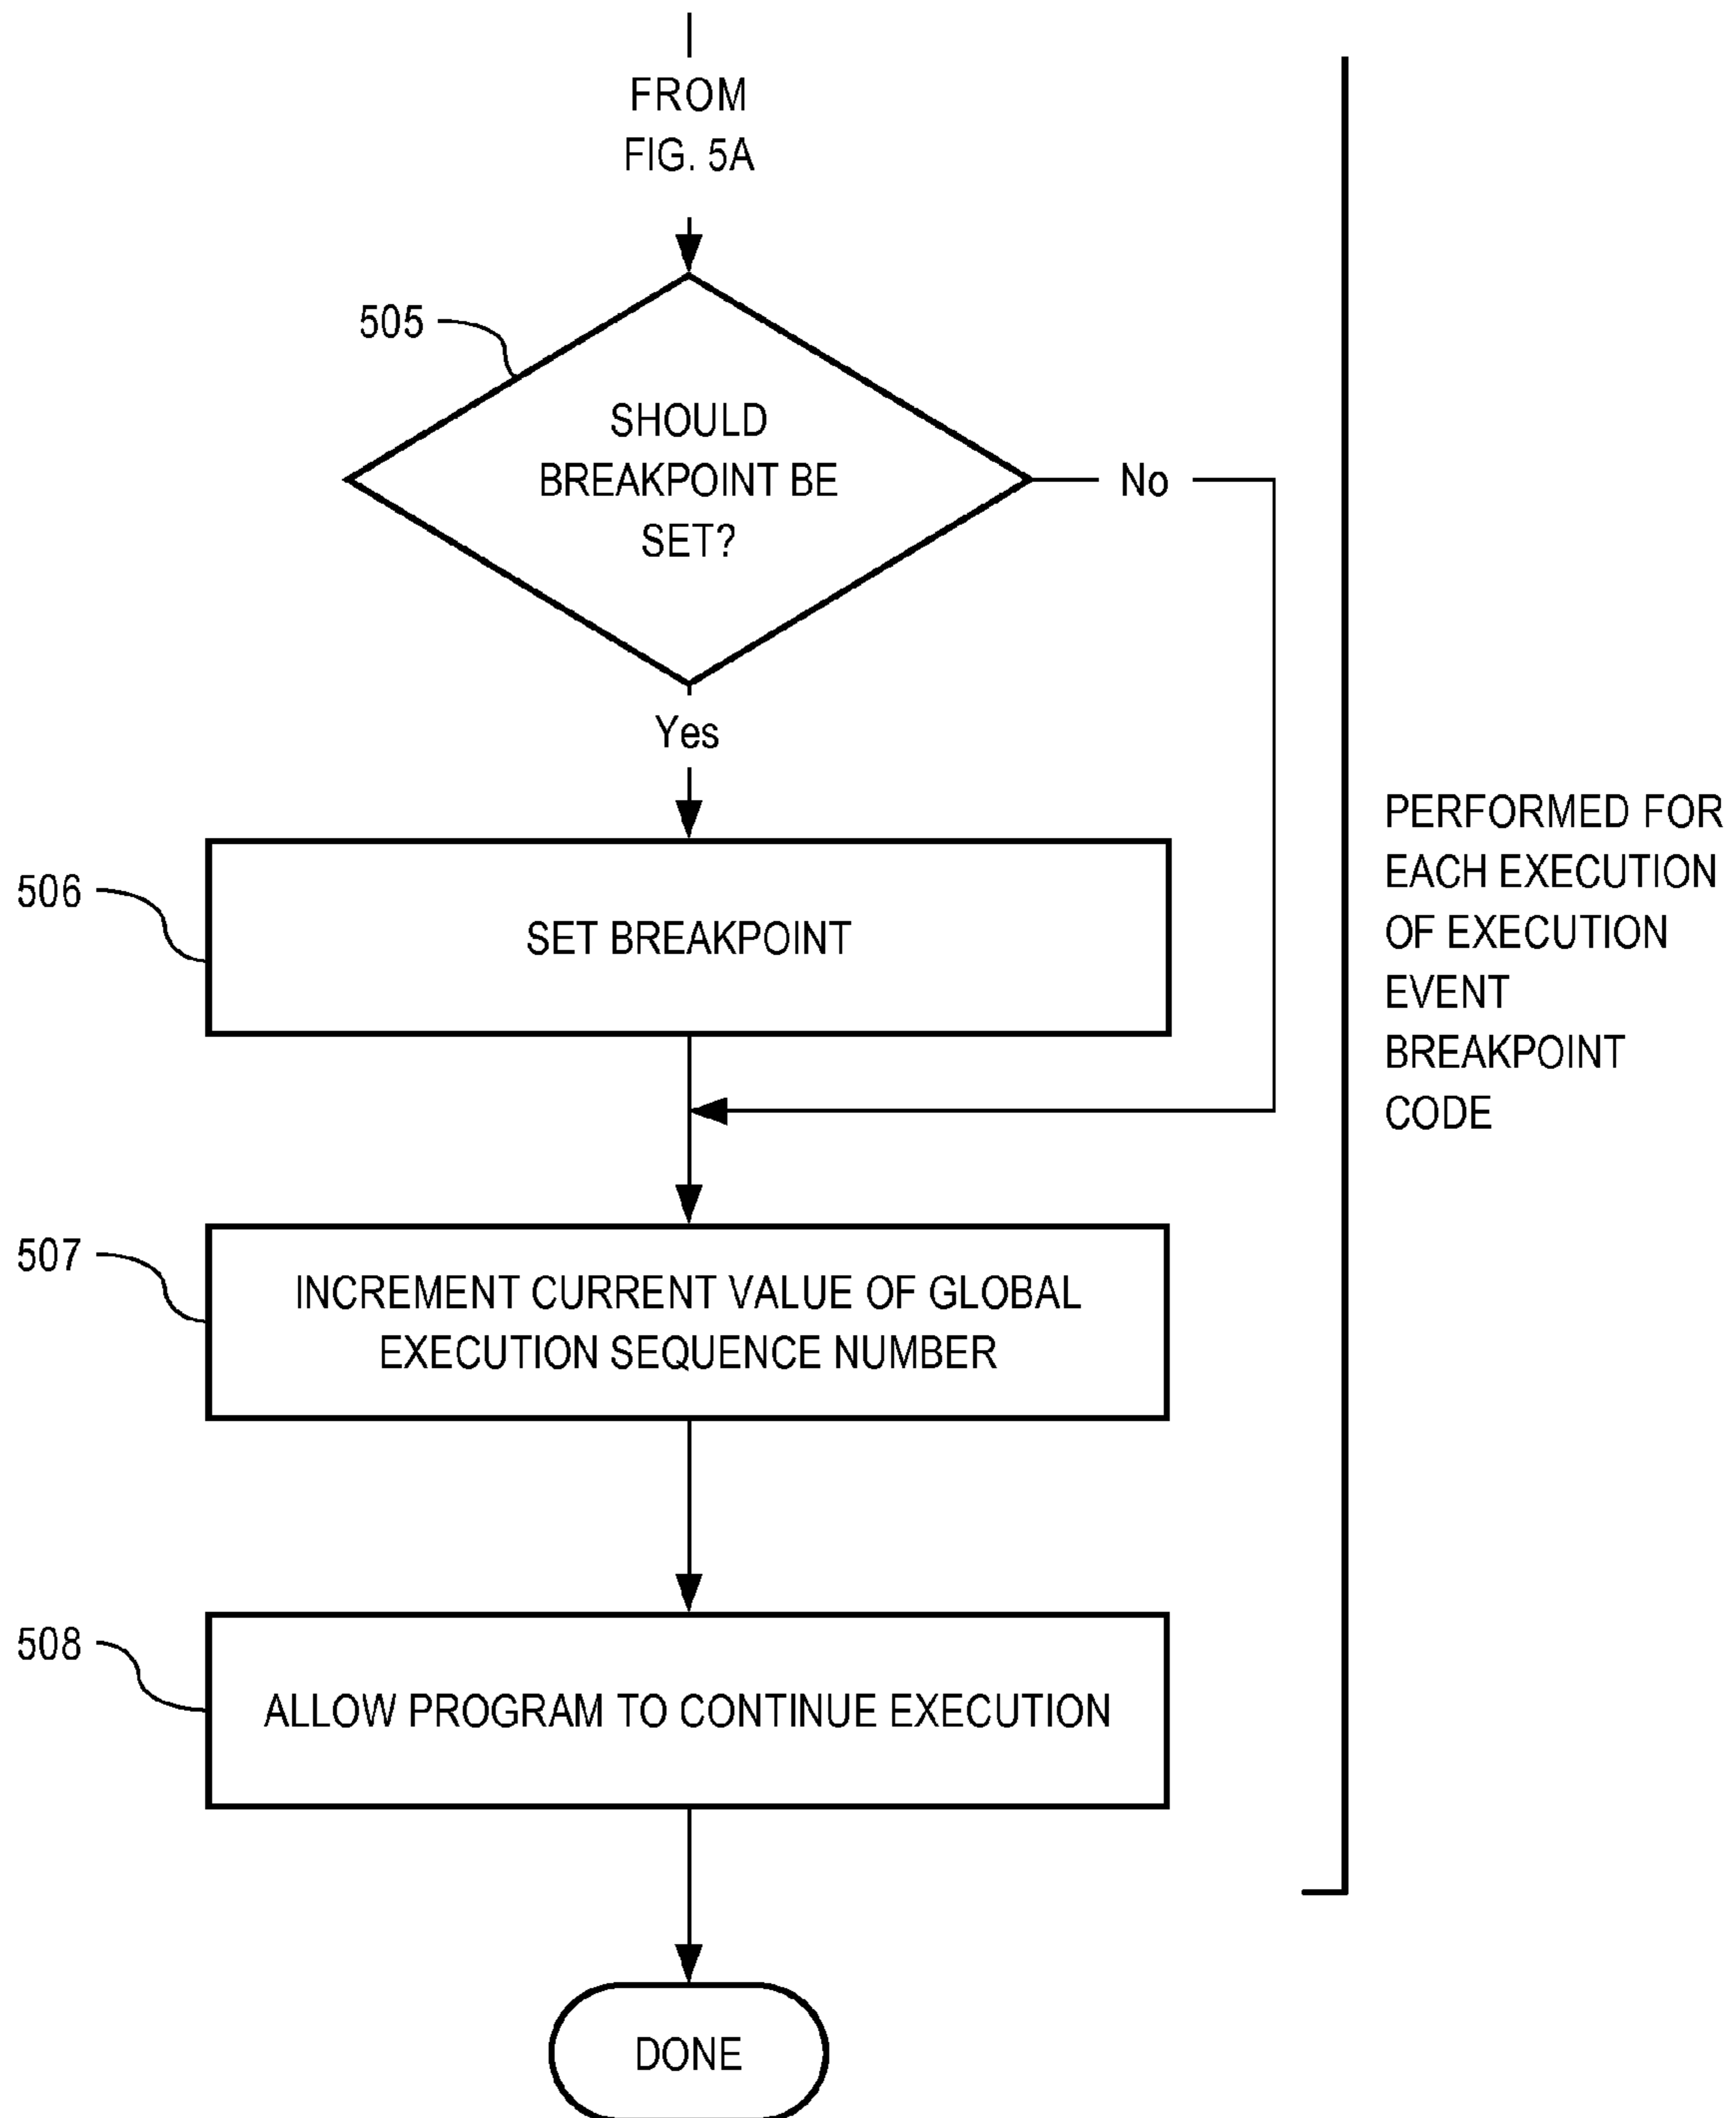 FROM
FIG. 5A
505
SHOULD
BREAKPOINT BE
SET?
No
Yes
506
SET BREAKPOINT
PERFORMED FOR
EACH EXECUTION
OF EXECUTION
EVENT
BREAKPOINT
CODE
507
INCREMENT CURRENT VALUE OF GLOBAL
EXECUTION SEQUENCE NUMBER
508
ALLOW PROGRAM TO CONTINUE EXECUTION
DONE